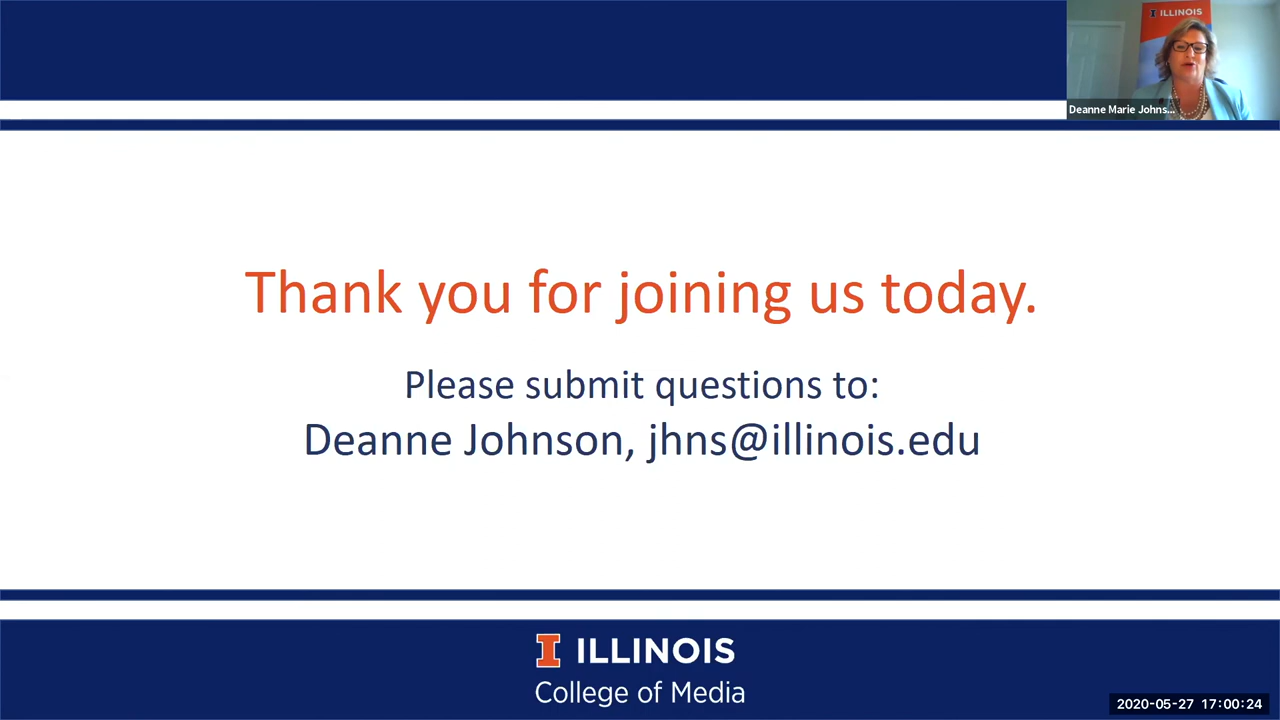 ILLINOIS
Deanne Marie Johns...
Thank you for joining us today.
Please submit questions to:
Deanne Johnson, jhns@illinois.edu
ILLINOIS
College of Media
2020-05-27 17:00:24